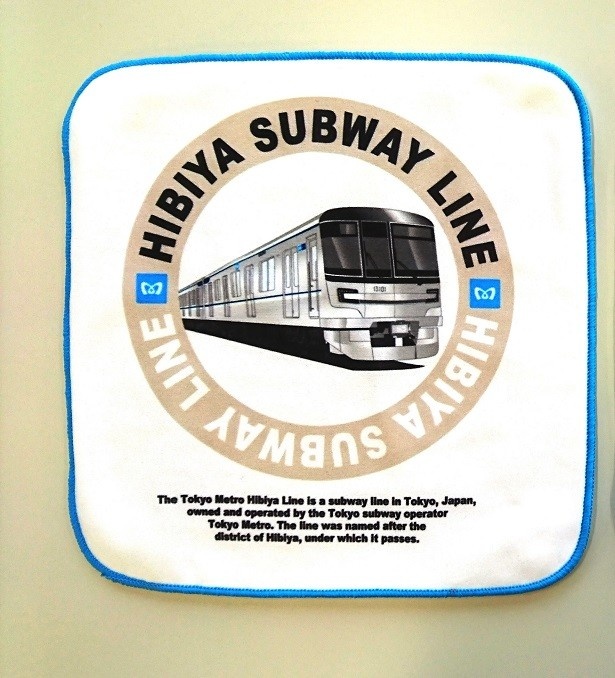 HIBIYA SUBWAY LINE
13101
HIBIYA SUBWAY LINE
The Tokyo Metro Hibiya Line is a subway line in Tokyo, Japan,
owned and operated by the Tokyo subway operator
Tokyo Metro. The line was named after the
district of Hibiya, under which it passes.